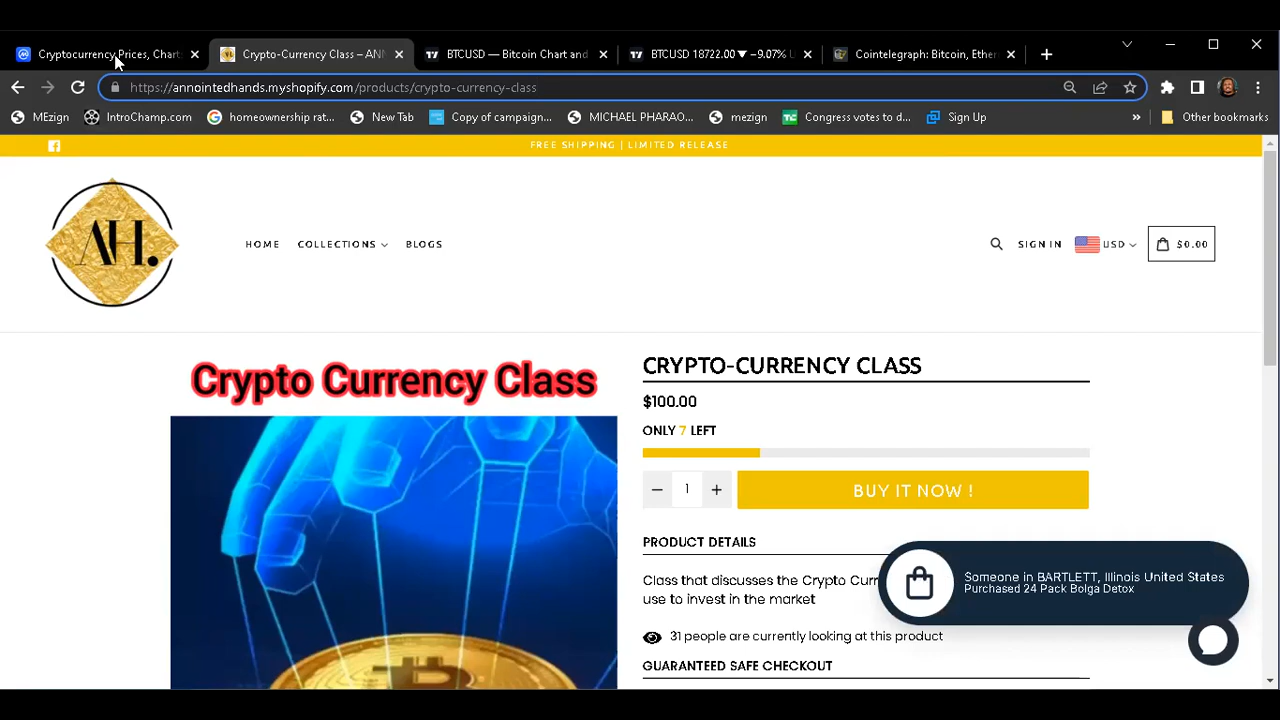 Cryptocurrency Prices, Chart
Crypto-Currency Class – ANN
BTCUSD — Bitcoin Chart and
BTCUSD 18722.00▼ −9.07% U
Cointelegraph: Bitcoin, Ether
https://annointedhands.myshopify.com/products/crypto-currency-class
MEzign
IntroChamp.com
homeownership rat...
New Tab
Copy of campaign...
MICHAEL PHARAO...
mezign
Congress votes to d...
Sign Up
»
Other bookmarks
FREE SHIPPING | LIMITED RELEASE
AH.
HOME
COLLECTIONS
BLOGS
SIGN IN
USD
$0.00
Crypto Currency Class
CRYPTO-CURRENCY CLASS
$100.00
ONLY 7 LEFT
− 1 +
BUY IT NOW !
PRODUCT DETAILS
Class that discusses the Crypto Curr
use to invest in the market
Someone in BARTLETT, Illinois United States
Purchased 24 Pack Bolga Detox
31 people are currently looking at this product
GUARANTEED SAFE CHECKOUT